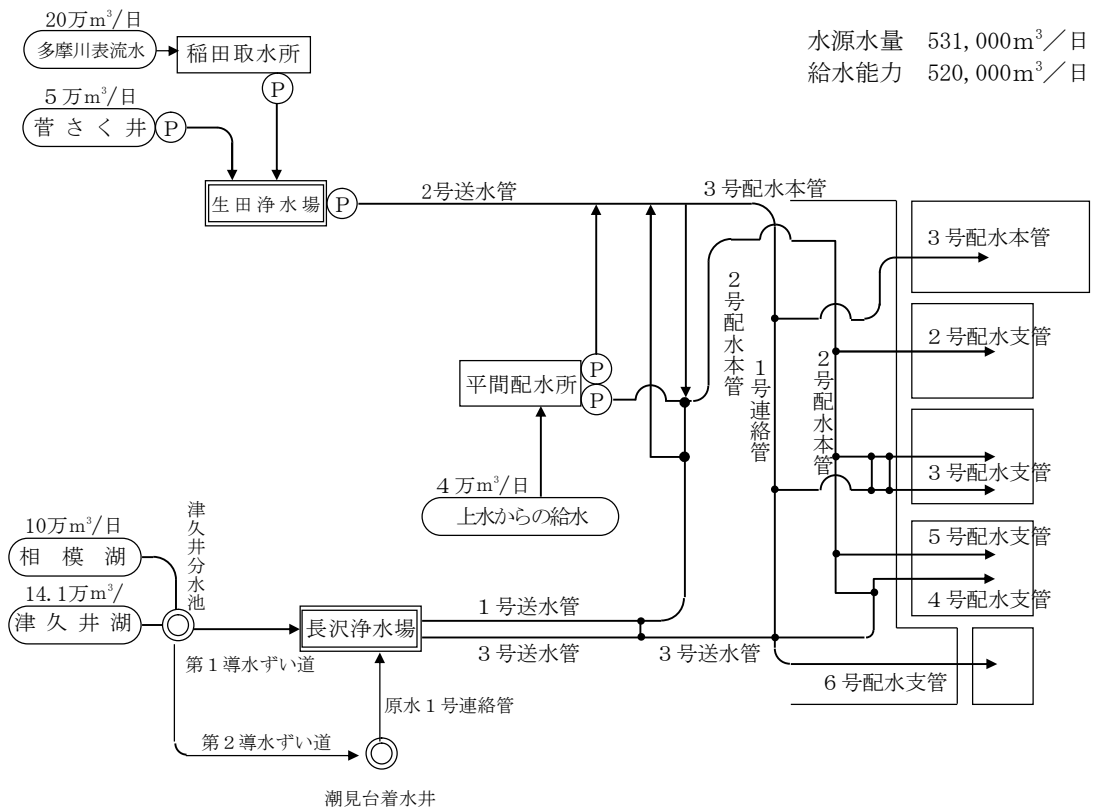 20万m³/日
多摩川表流水
稲田取水所
P
水源水量 531,000m³／日
給水能力 520,000m³／日
５万m³/日
菅さく井
P
生田浄水場
P
2号送水管
３号配水本管
３号配水本管
２号配水本管
２号配水支管
１号連絡管
２号配水本管
平間配水所
P
P
３号配水支管
４万m³/日
上水からの給水
10万m³/日
相模湖
津久井分水池
５号配水支管
14.1万m³/
津久井湖
長沢浄水場
１号送水管
４号配水支管
３号送水管
３号送水管
第１導水ずい道
６号配水支管
原水１号連絡管
第２導水ずい道
潮見台着水井